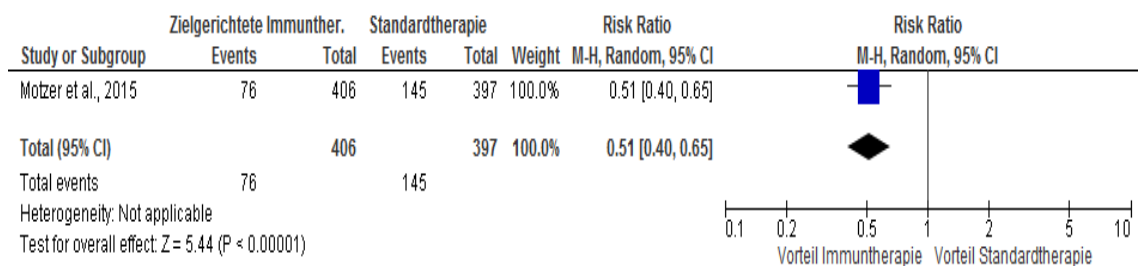 Zielgerichtete Immunther. Standardtherapie Risk Ratio Risk Ratio
Study or Subgroup Events Total Events Total Weight M-H, Random, 95% CI M-H, Random, 95% CI
Motzer et al., 2015 76 406 145 397 100.0% 0.51 [0.40, 0.65]
Total (95% CI) 406 397 100.0% 0.51 [0.40, 0.65]
Total events 76 145
Heterogeneity: Not applicable
Test for overall effect: Z = 5.44 (P < 0.00001)
0.1 0.2 0.5 1 2 5 10
Vorteil Immuntherapie Vorteil Standardtherapie